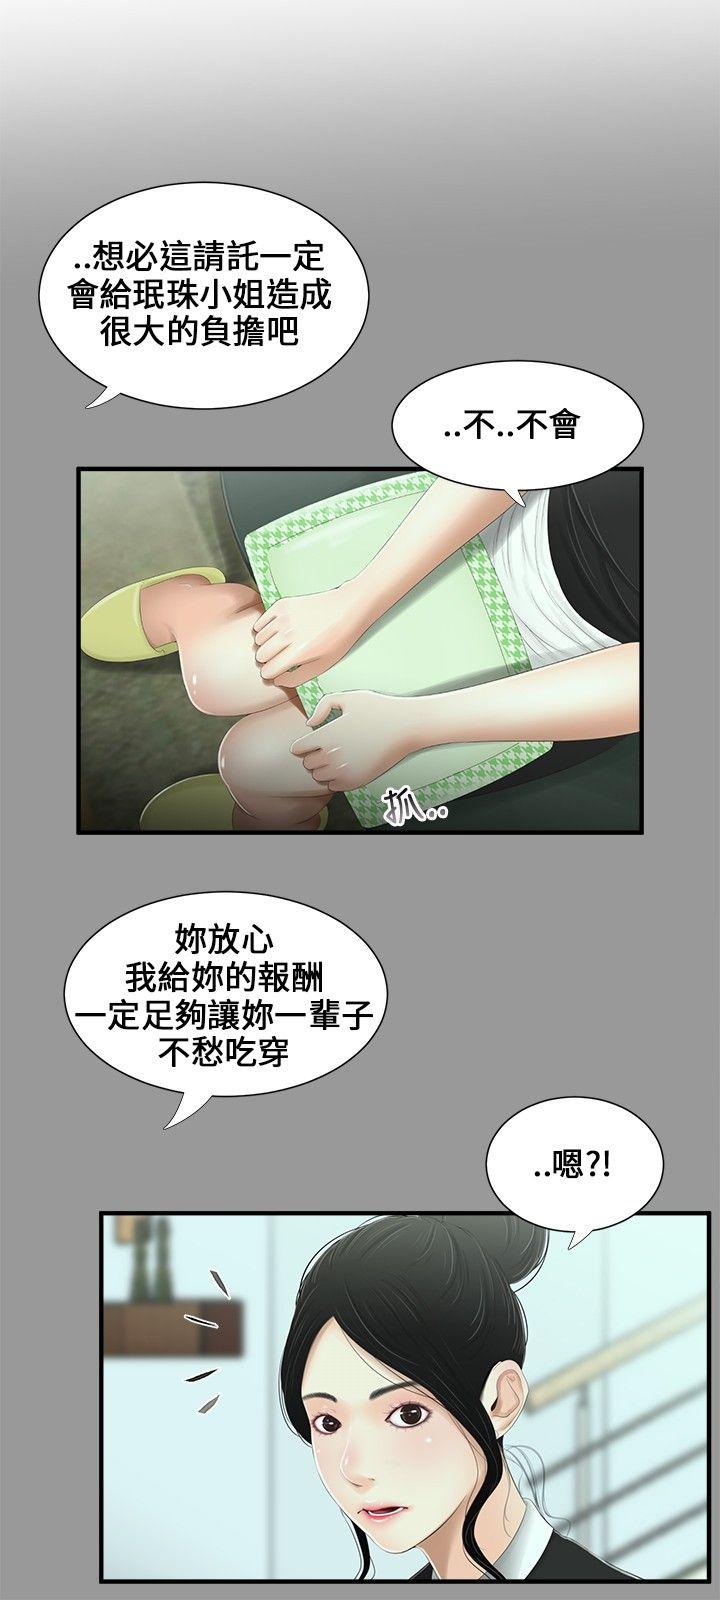 ..想必這請託一定
會給珉珠小姐造成
很大的負擔吧
..不..不會
抓..
妳放心
我給妳的報酬
一定足夠讓妳一輩子
不愁吃穿
..嗯?!